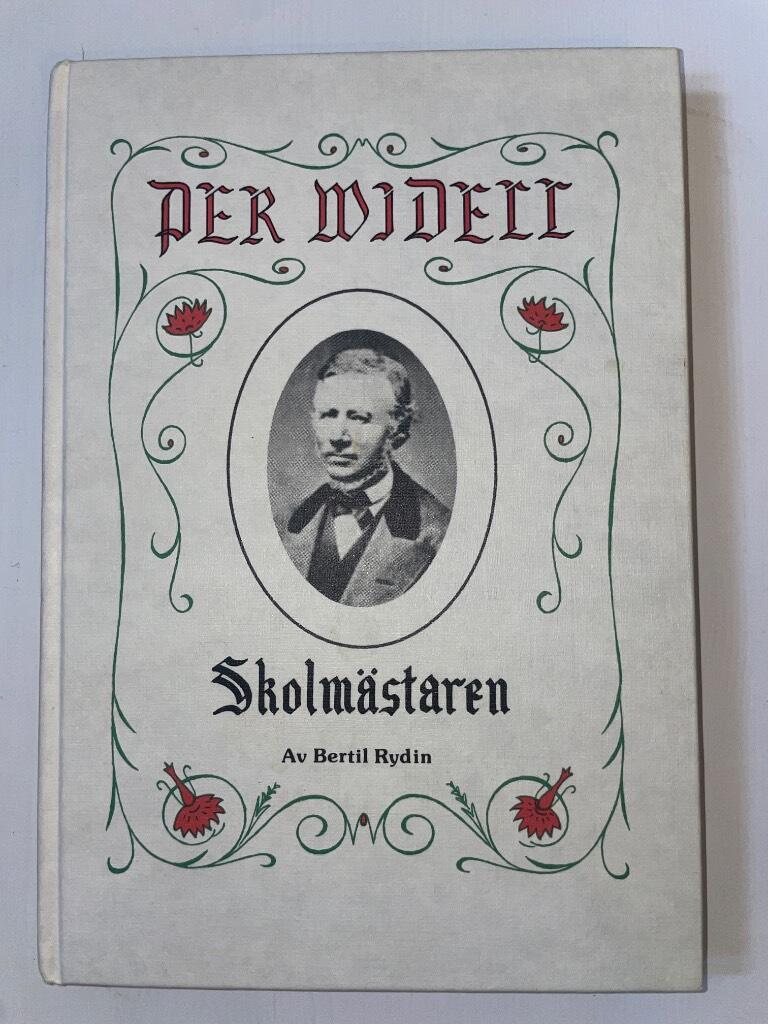 PER WIDELL
Skolmästaren
Av Bertil Rydin